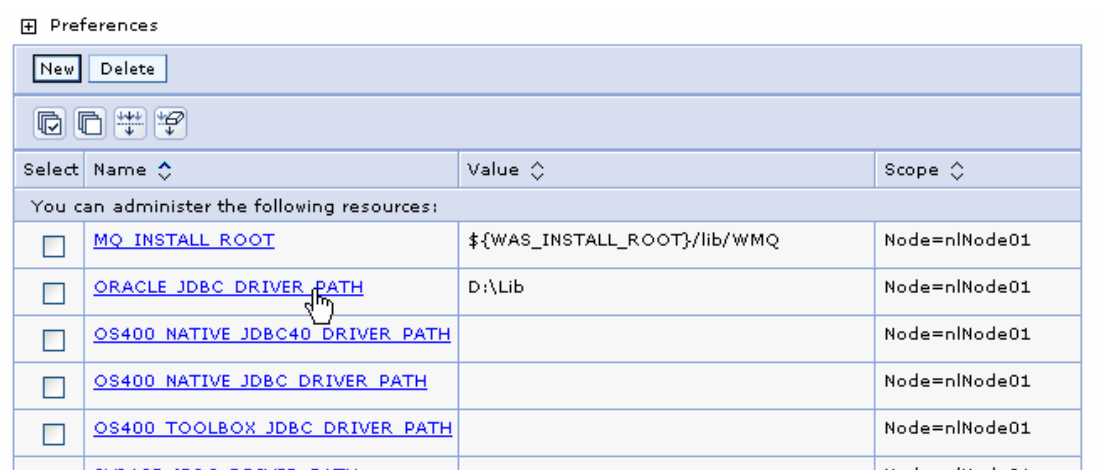 Preferences
New Delete
Select Name Value Scope
You can administer the following resources:
MQ_INSTALL_ROOT ${WAS_INSTALL_ROOT}/lib/WMQ Node=nlNode01
ORACLE_JDBC_DRIVER_PATH D:\Lib Node=nlNode01
OS400_NATIVE_JDBC40_DRIVER_PATH Node=nlNode01
OS400_NATIVE_JDBC_DRIVER_PATH Node=nlNode01
OS400_TOOLBOX_JDBC_DRIVER_PATH Node=nlNode01